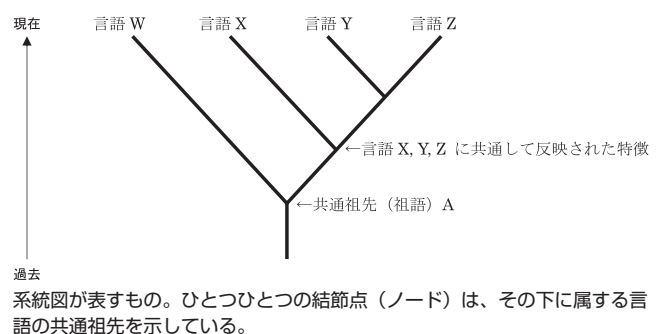 現在
言語 W
言語 X
言語 Y
言語 Z
←言語 X, Y, Z に共通して反映された特徴
←共通祖先（祖語）A
過去
系統図が表すもの。ひとつひとつの結節点（ノード）は、その下に属する言
語の共通祖先を示している。